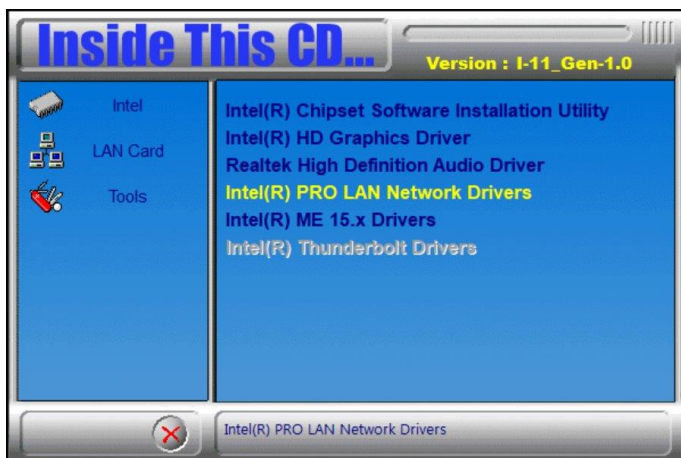 Inside This CD...
Version : I-11_Gen-1.0
Intel
LAN Card
Tools
Intel(R) Chipset Software Installation Utility
Intel(R) HD Graphics Driver
Realtek High Definition Audio Driver
Intel(R) PRO LAN Network Drivers
Intel(R) ME 15.x Drivers
Intel(R) Thunderbolt Drivers
Intel(R) PRO LAN Network Drivers